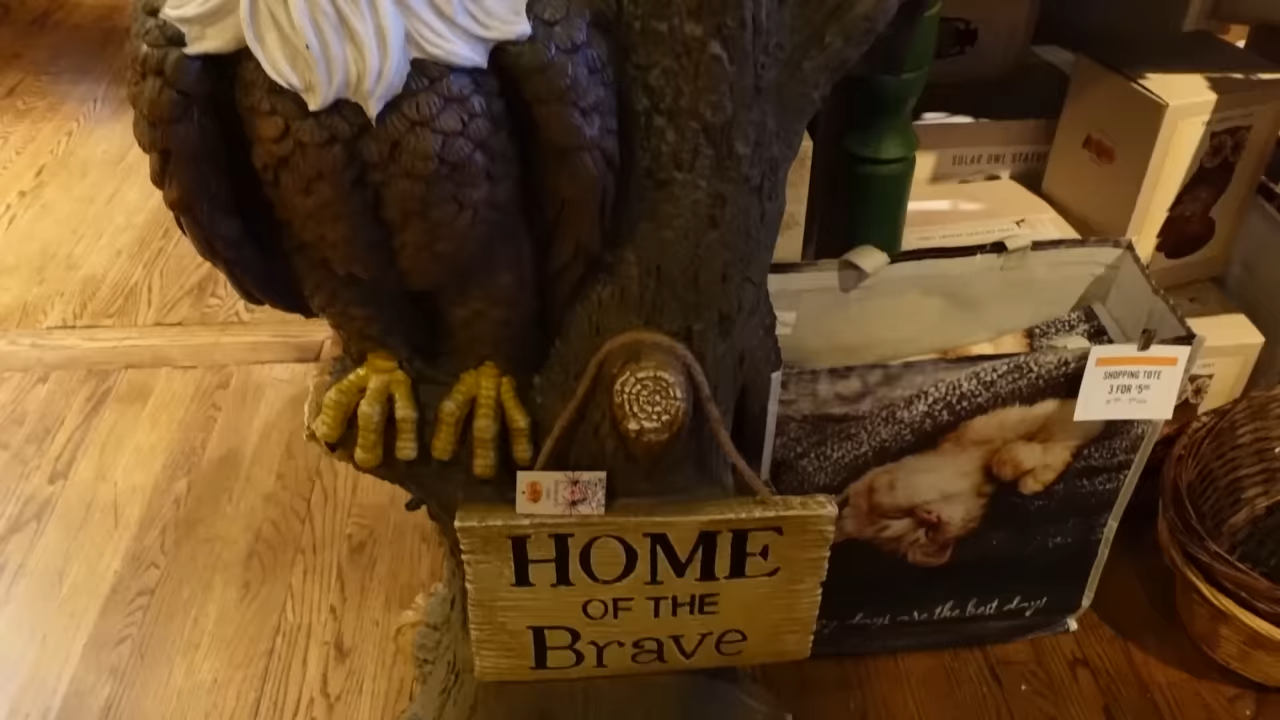 SOLAR OWL STATUE
SHOPPING TOTE
3 FOR $5
HOME
OF THE
Brave
days are the best days